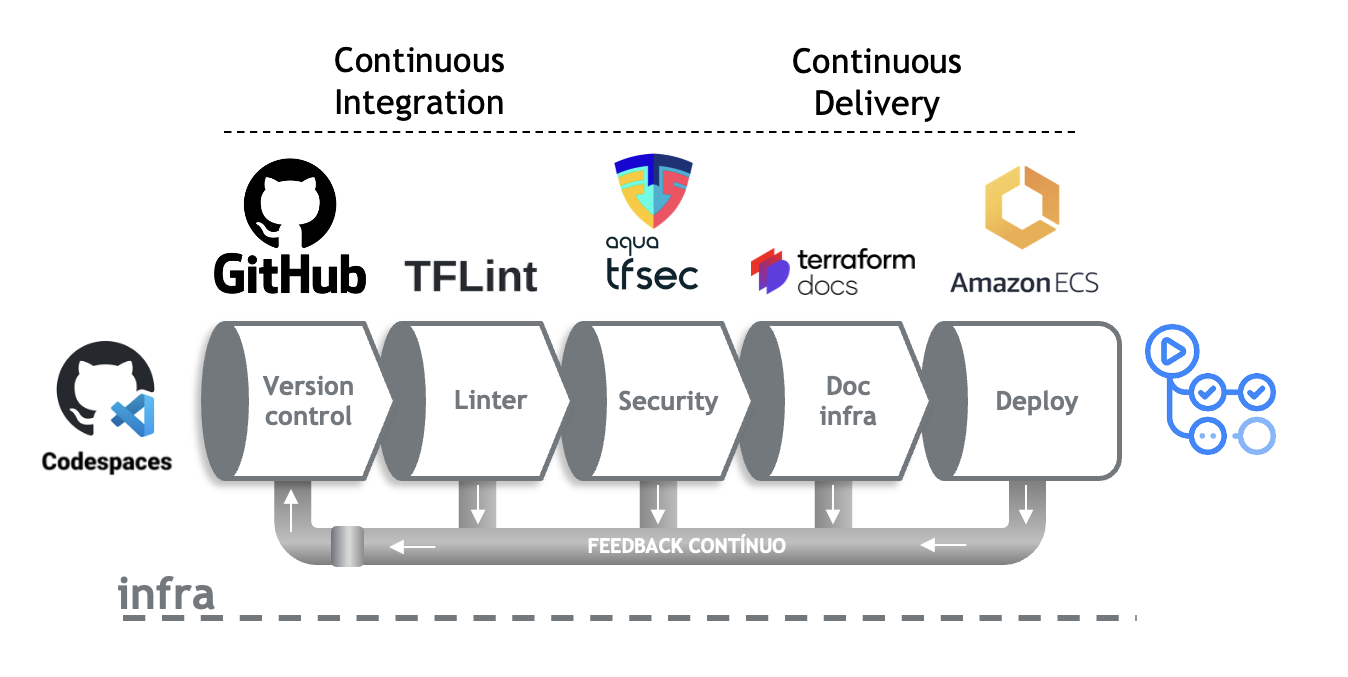 Continuous
Integration
Continuous
Delivery
GitHub
TFLint
aqua
tfsec
terraform
docs
Amazon ECS
Codespaces
Version
control
Linter
Security
Doc
infra
Deploy
FEEDBACK CONTÍNUO
infra